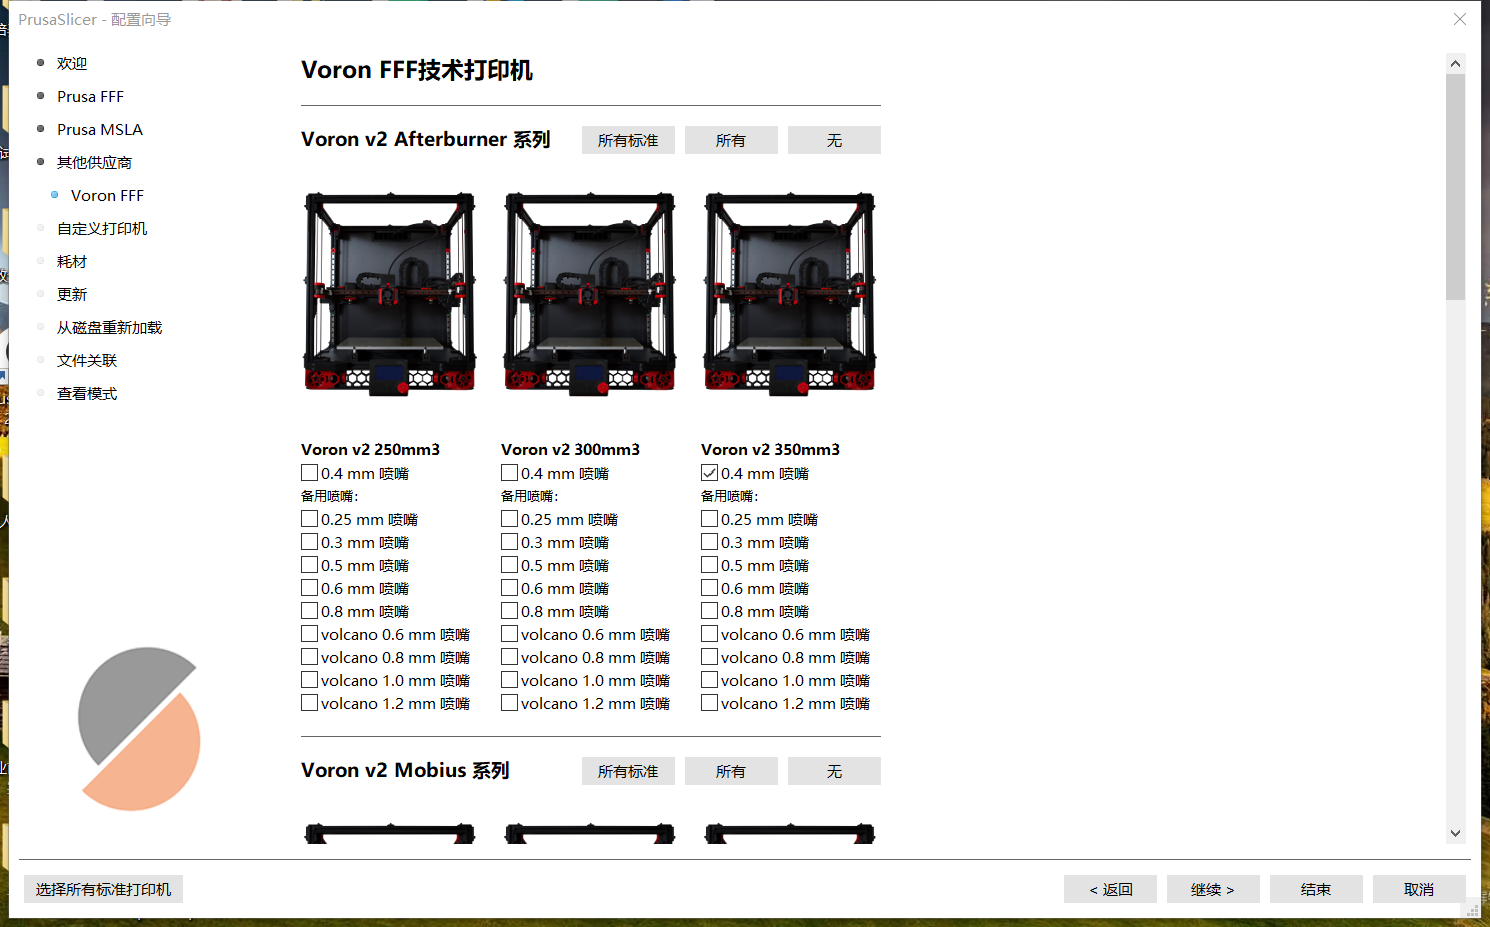 PrusaSlicer - 配置向导
欢迎
Prusa FFF
Prusa MSLA
其他供应商
Voron FFF
自定义打印机
耗材
更新
从磁盘重新加载
文件关联
查看模式
Voron FFF技术打印机
Voron v2 Afterburner 系列
所有标准
所有
无
Voron v2 250mm3
0.4 mm 喷嘴
备用喷嘴:
0.25 mm 喷嘴
0.3 mm 喷嘴
0.5 mm 喷嘴
0.6 mm 喷嘴
0.8 mm 喷嘴
volcano 0.6 mm 喷嘴
volcano 0.8 mm 喷嘴
volcano 1.0 mm 喷嘴
volcano 1.2 mm 喷嘴
Voron v2 300mm3
0.4 mm 喷嘴
备用喷嘴:
0.25 mm 喷嘴
0.3 mm 喷嘴
0.5 mm 喷嘴
0.6 mm 喷嘴
0.8 mm 喷嘴
volcano 0.6 mm 喷嘴
volcano 0.8 mm 喷嘴
volcano 1.0 mm 喷嘴
volcano 1.2 mm 喷嘴
Voron v2 350mm3
0.4 mm 喷嘴
备用喷嘴:
0.25 mm 喷嘴
0.3 mm 喷嘴
0.5 mm 喷嘴
0.6 mm 喷嘴
0.8 mm 喷嘴
volcano 0.6 mm 喷嘴
volcano 0.8 mm 喷嘴
volcano 1.0 mm 喷嘴
volcano 1.2 mm 喷嘴
Voron v2 Mobius 系列
所有标准
所有
无
选择所有标准打印机
< 返回
继续 >
结束
取消